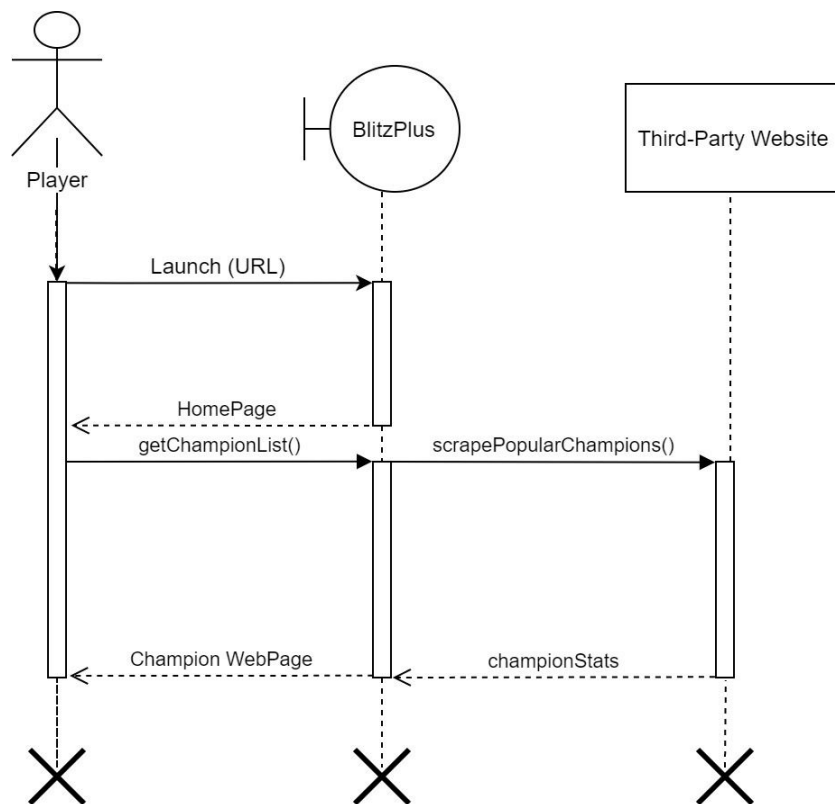 BlitzPlus
Third-Party Website
Player
Launch (URL)
HomePage
getChampionList()
scrapePopularChampions()
Champion WebPage
championStats